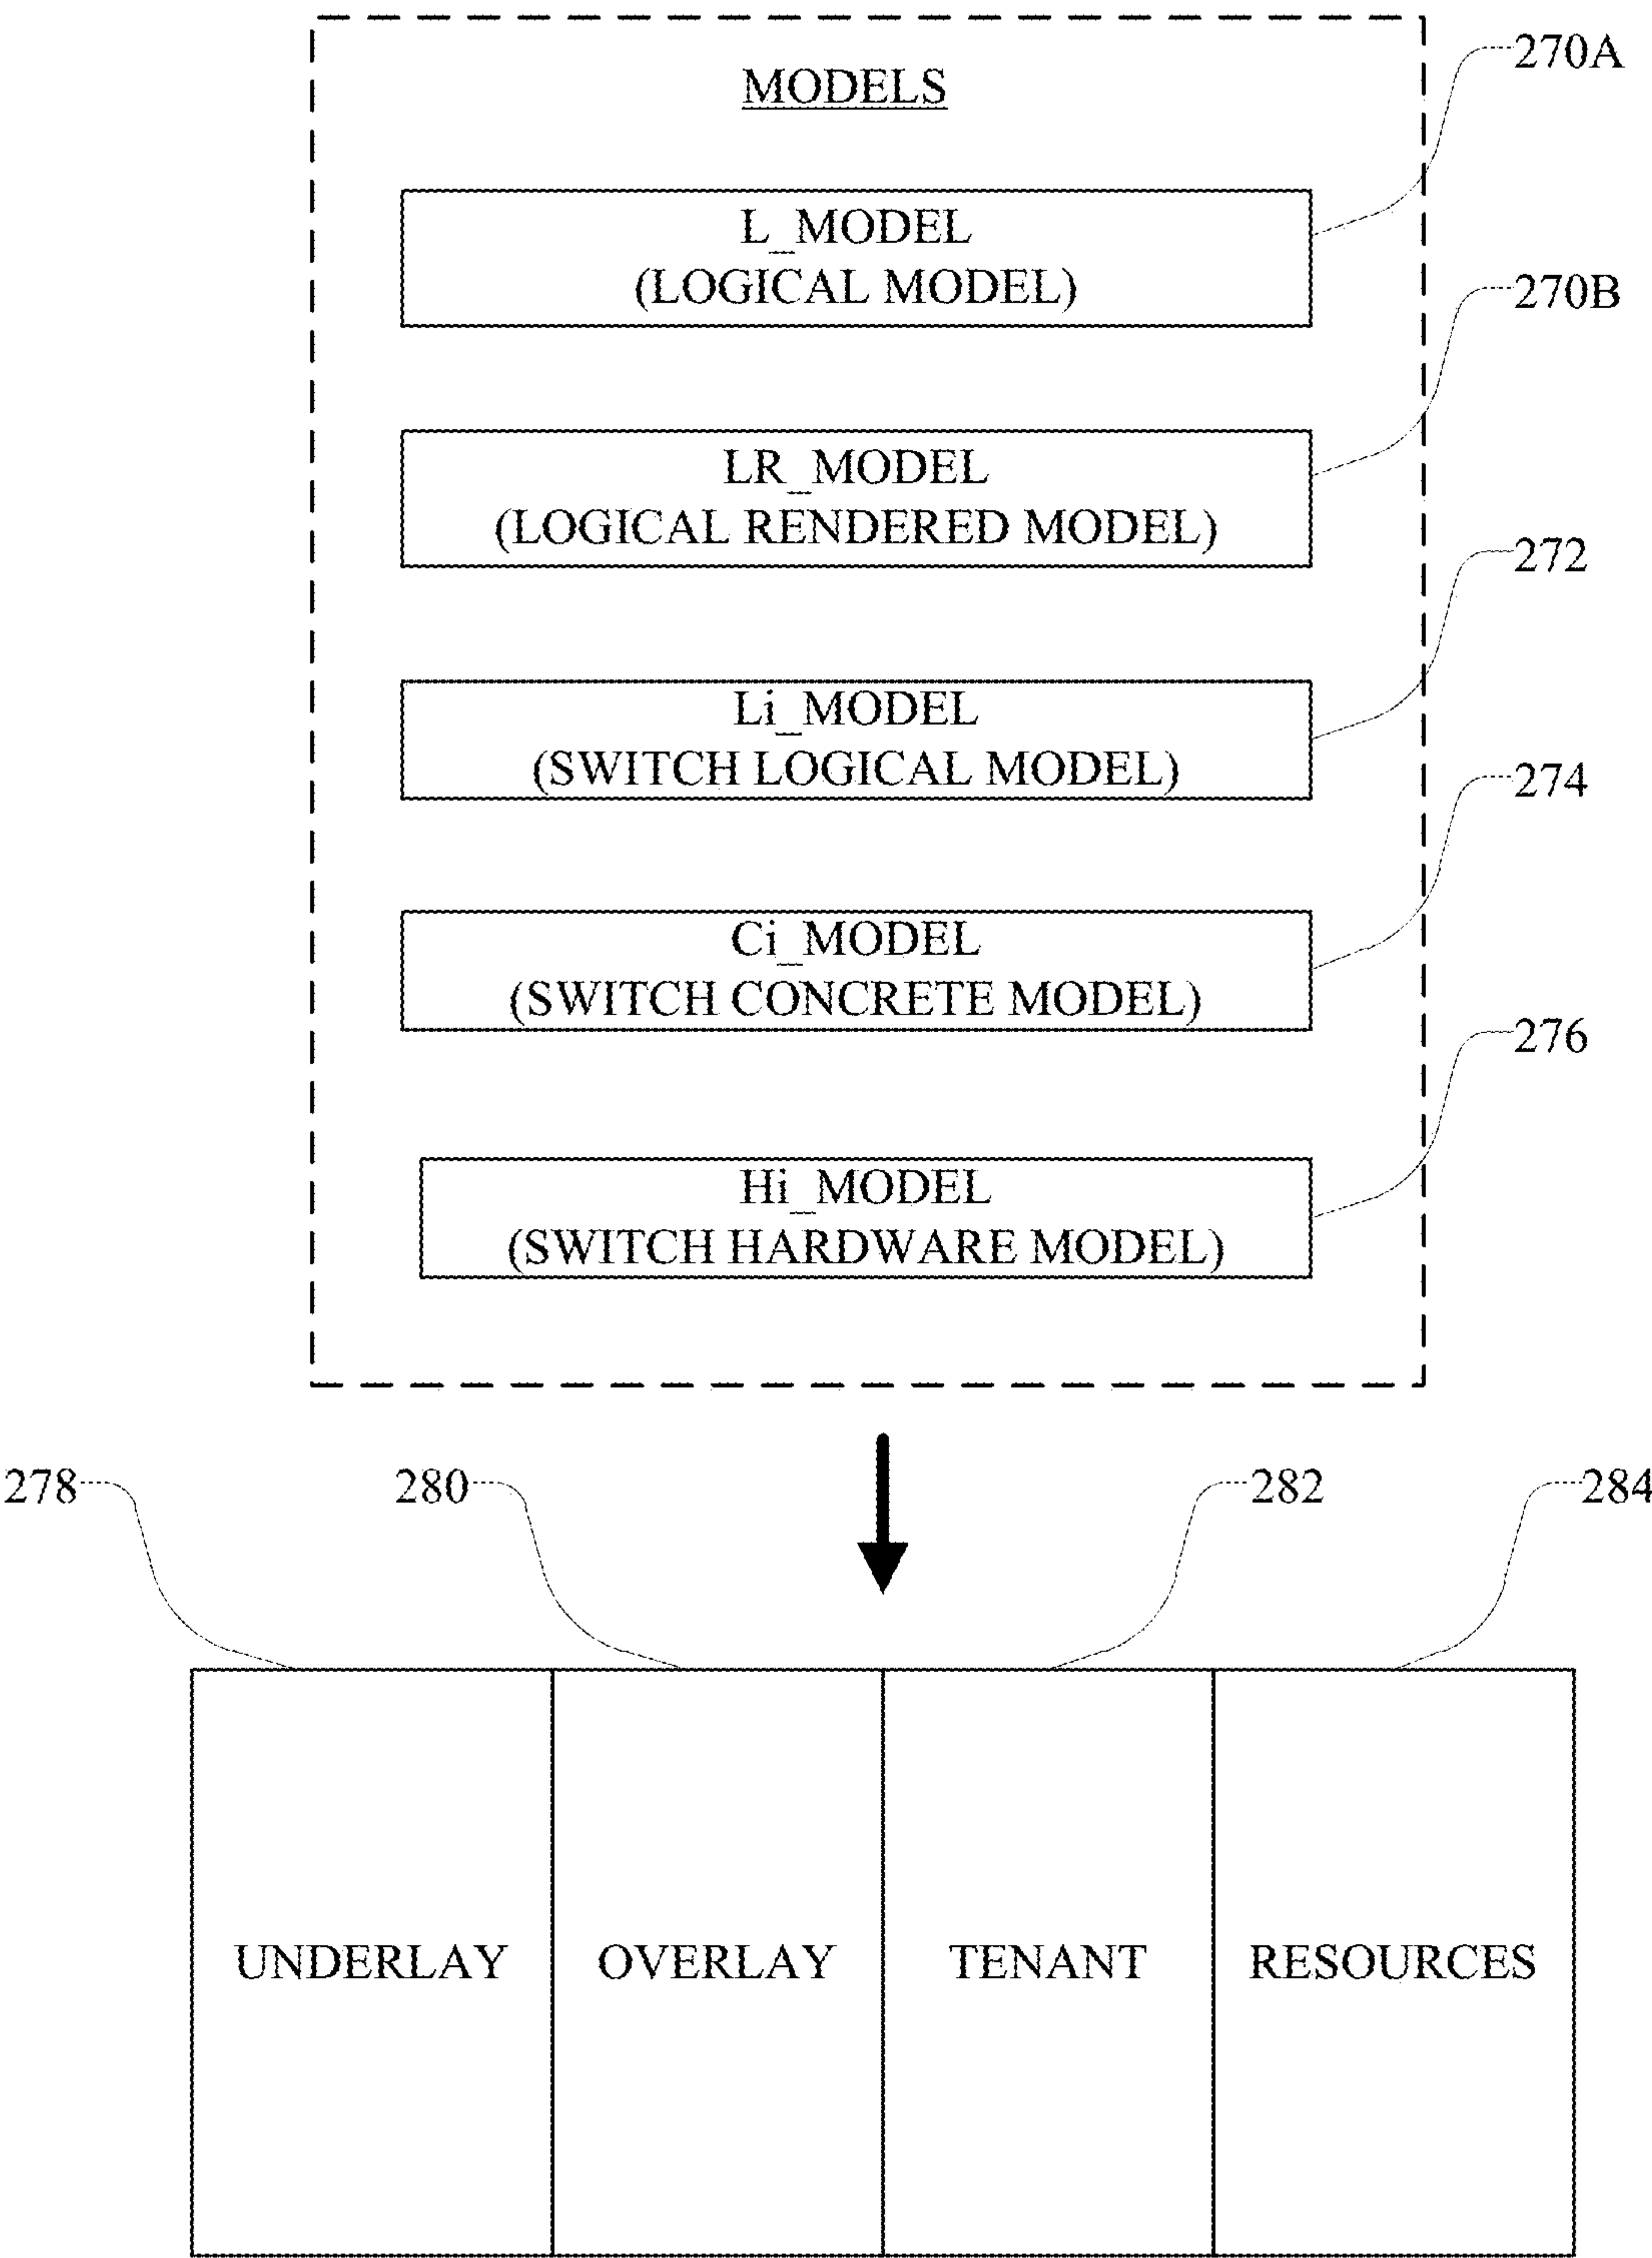 MODELS
270A
L_MODEL
(LOGICAL MODEL)
270B
LR_MODEL
(LOGICAL RENDERED MODEL)
272
Li_MODEL
(SWITCH LOGICAL MODEL)
274
Ci_MODEL
(SWITCH CONCRETE MODEL)
276
Hi_MODEL
(SWITCH HARDWARE MODEL)
278
280
282
284
UNDERLAY
OVERLAY
TENANT
RESOURCES